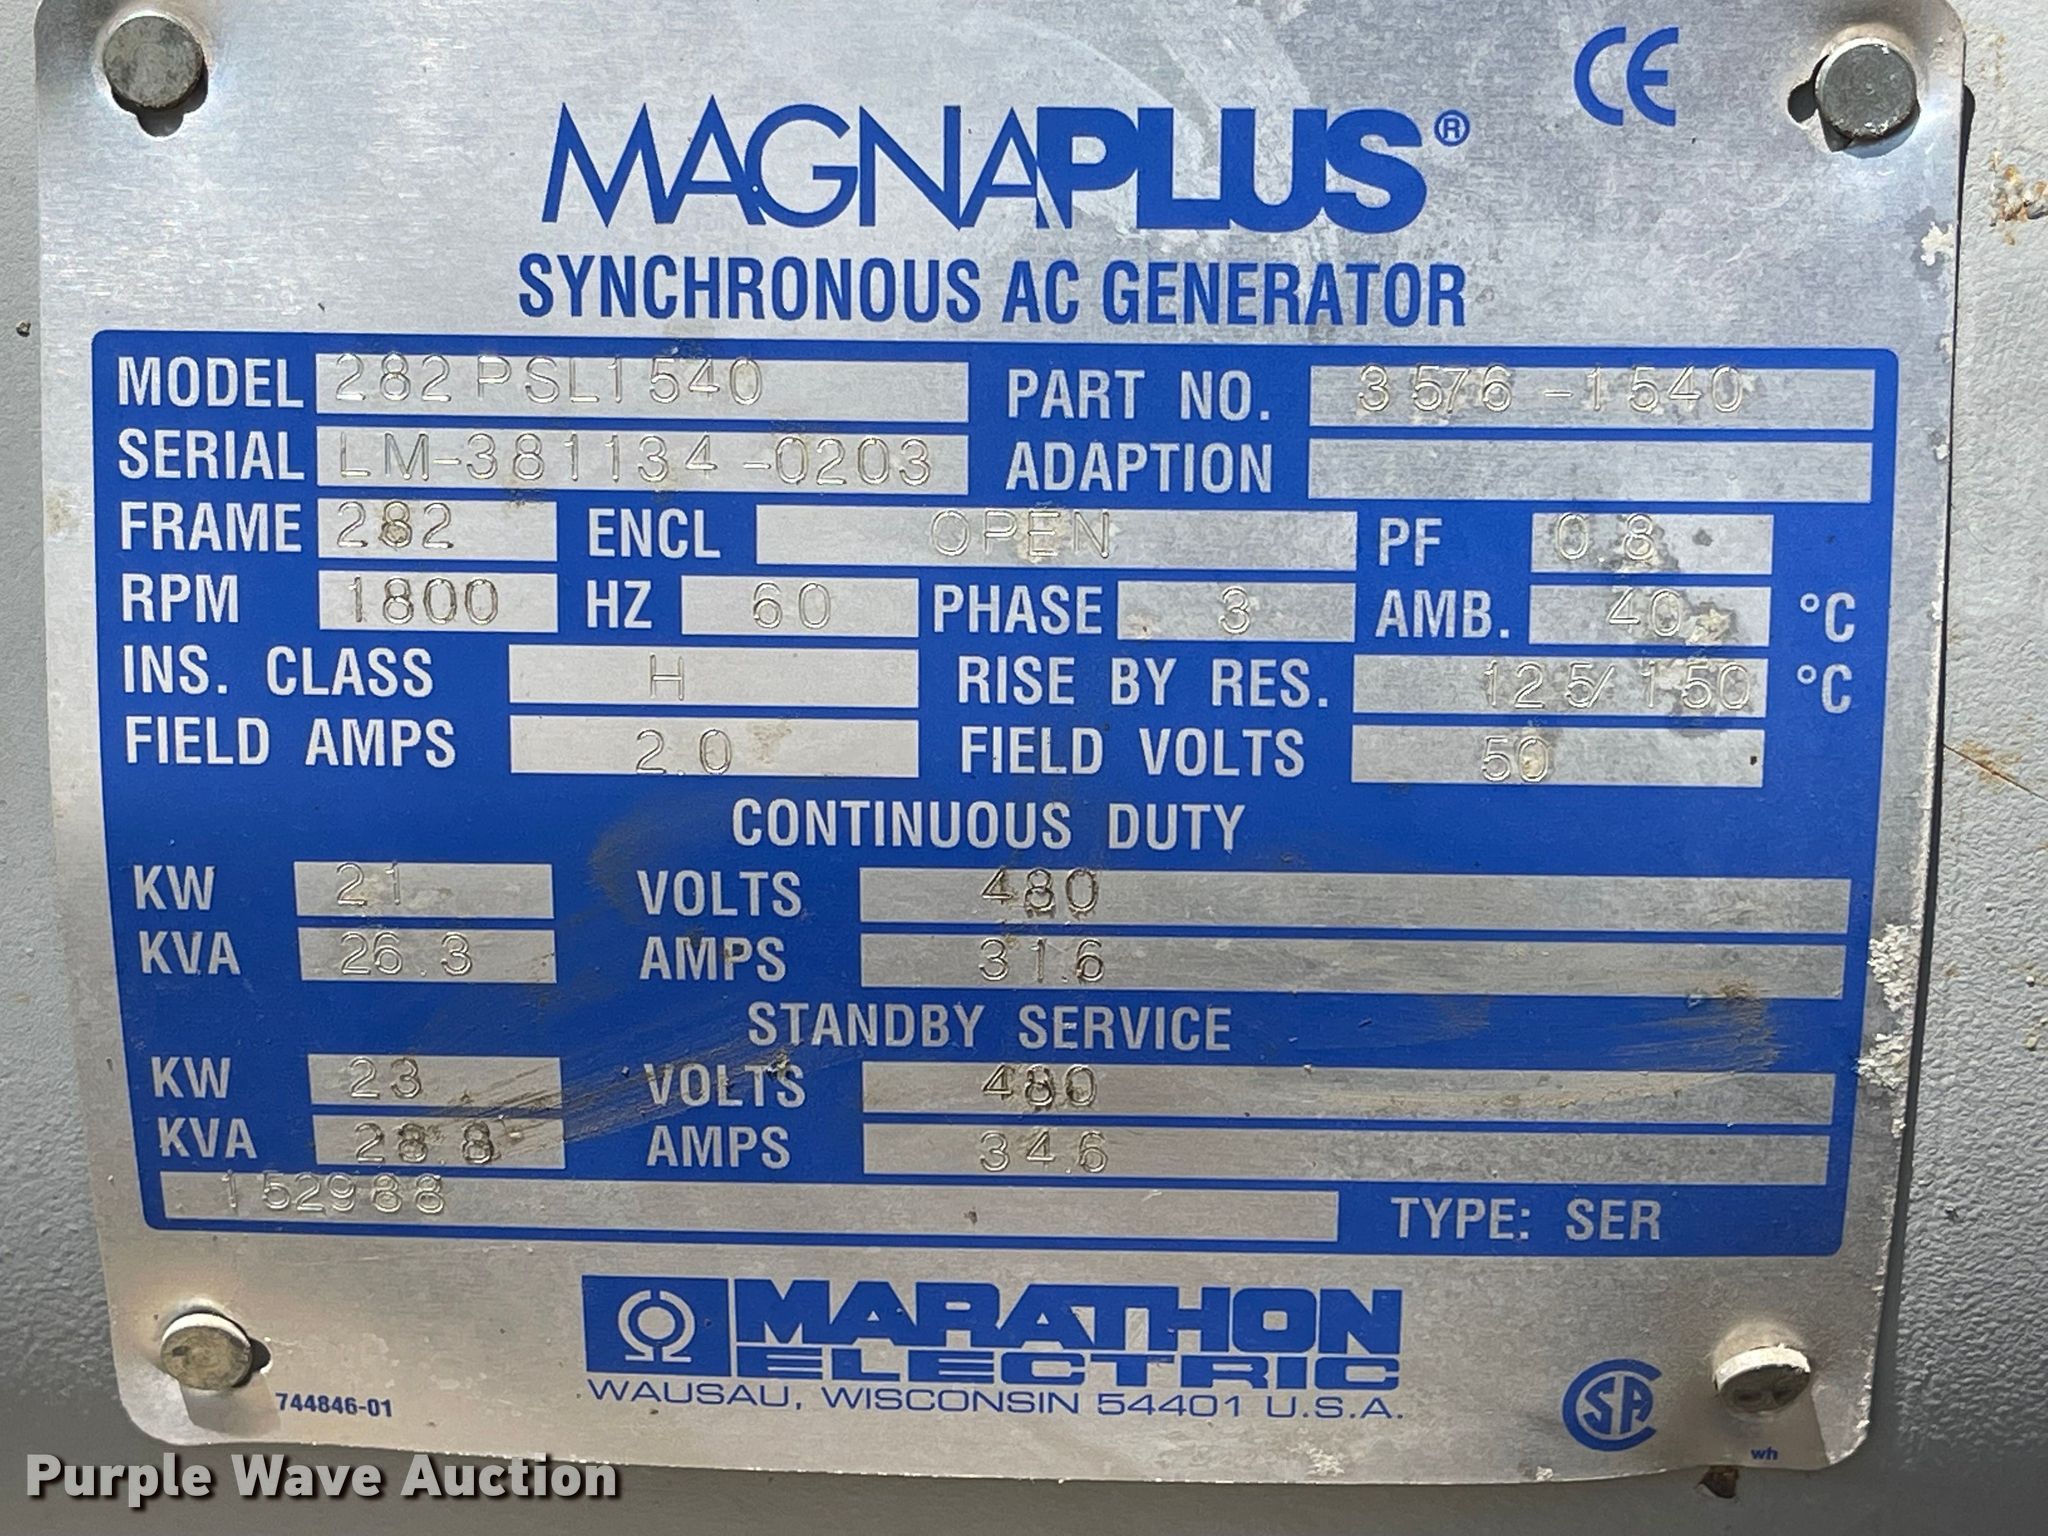 CE
MAGNAPLUS®
SYNCHRONOUS AC GENERATOR
MODEL 282PSL1540 PART NO. 3576-1540
SERIAL LM-381134-0203 ADAPTION
FRAME 282 ENCL OPEN PF 0.8
RPM 1800 HZ 60 PHASE 3 AMB. 40 °C
INS. CLASS H RISE BY RES. 125/150 °C
FIELD AMPS 2.0 FIELD VOLTS 50
CONTINUOUS DUTY
KW 21 VOLTS 480
KVA 26.3 AMPS 31.6
STANDBY SERVICE
KW 23 VOLTS 480
KVA 28.8 AMPS 34.6
152988 TYPE: SER
MARATHON
ELECTRIC
WAUSAU, WISCONSIN 54401 U.S.A.
744846-01
SA
wh
Purple Wave Auction